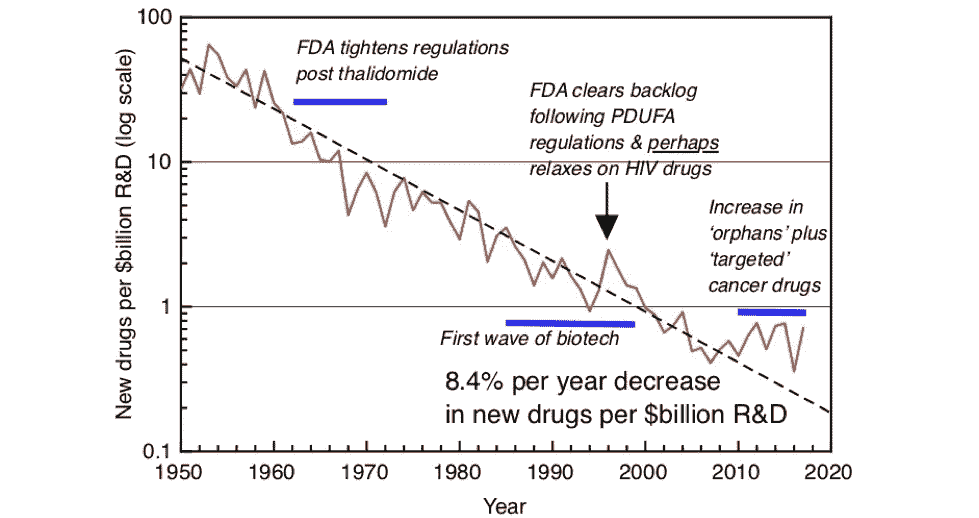 100
10
1
0.1
New drugs per $billion R&D (log scale)
FDA tightens regulations
post thalidomide
FDA clears backlog
following PDUFA
regulations & perhaps
relaxes on HIV drugs
Increase in
‘orphans’ plus
‘targeted’
cancer drugs
First wave of biotech
8.4% per year decrease
in new drugs per $billion R&D
1950 1960 1970 1980 1990 2000 2010 2020
Year